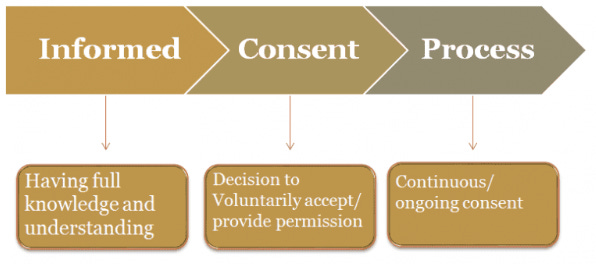 Informed Consent Process
Having full
knowledge and
understanding
Decision to
Voluntarily accept/
provide permission
Continuous/
ongoing consent